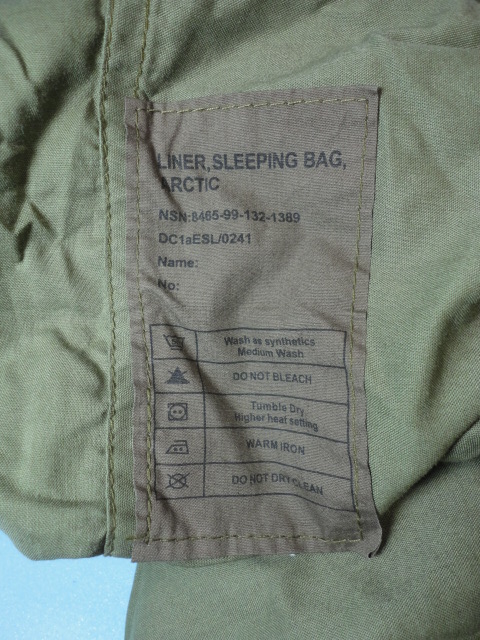 LINER, SLEEPING BAG,
ARCTIC
NSN:8465-99-132-1389
DC1aESL/0241
Name:
No:
Wash as synthetics
Medium Wash
DO NOT BLEACH
Tumble Dry
Higher heat setting
WARM IRON
DO NOT DRY CLEAN